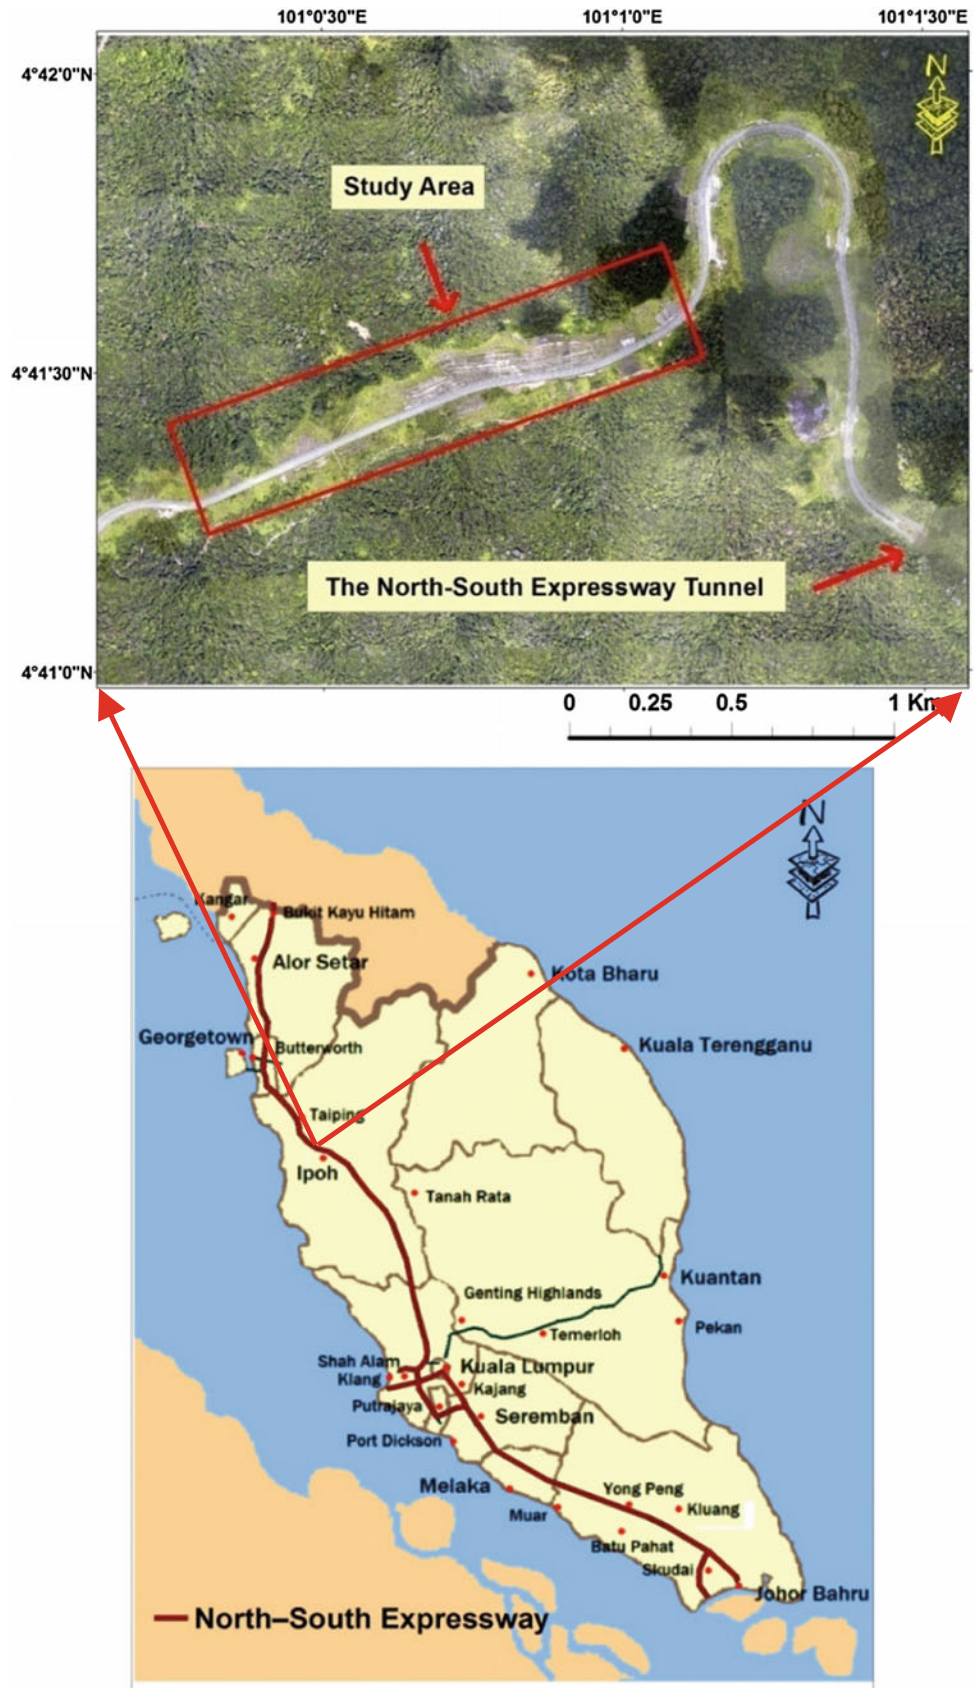 101°0'30"E 101°1'0"E 101°1'30"E
4°42'0"N
N
Study Area
4°41'30"N
The North-South Expressway Tunnel
4°41'0"N
0 0.25 0.5 1 Km
N
Kangar
Bukit Kayu Hitam
Alor Setar
Kota Bharu
Georgetown
Butterworth
Kuala Terengganu
Taiping
Ipoh
Tanah Rata
Kuantan
Genting Highlands
Pekan
Temerloh
Shah Alam
Kuala Lumpur
Klang
Kajang
Putrajaya
Seremban
Port Dickson
Melaka
Yong Peng
Muar
Kluang
Batu Pahat
Skudai
Johor Bahru
North–South Expressway